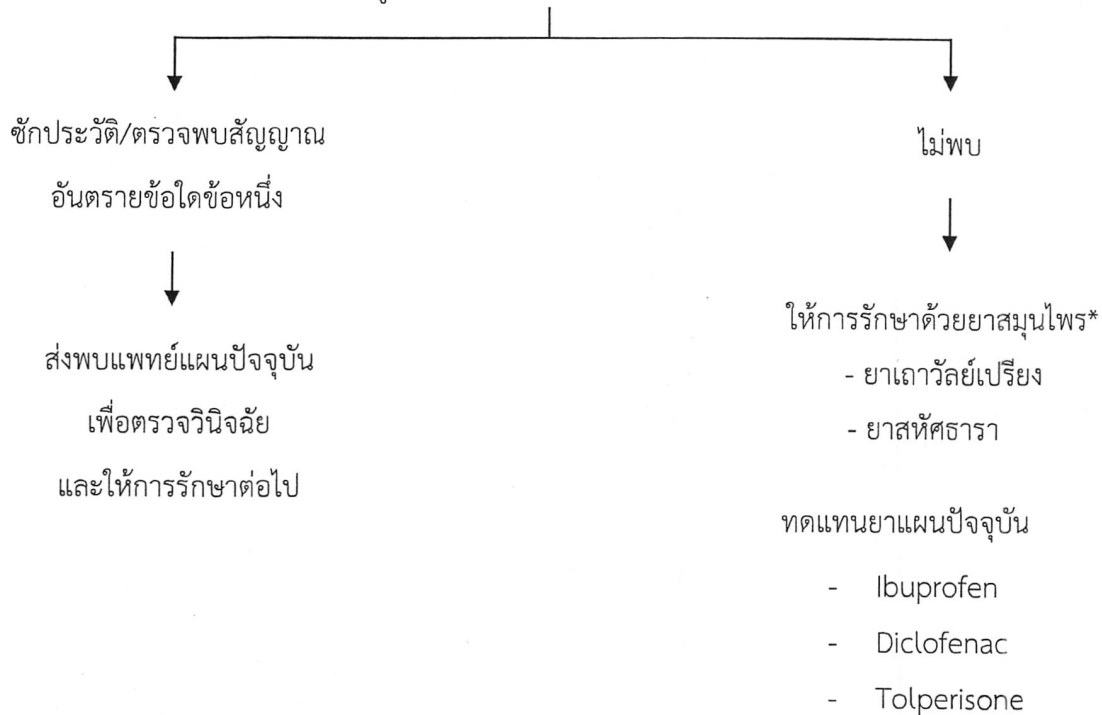 ซักประวัติ/ตรวจพบสัญญาณ
อันตรายข้อใดข้อหนึ่ง
ส่งพบแพทย์แผนปัจจุบัน
เพื่อตรวจวินิจฉัย
และให้การรักษาต่อไป
ไม่พบ
ให้การรักษาด้วยยาสมุนไพร*
- ยาเถาวัลย์เปรียง
- ยาสหัศธารา
ทดแทนยาแผนปัจจุบัน
- Ibuprofen
- Diclofenac
- Tolperisone